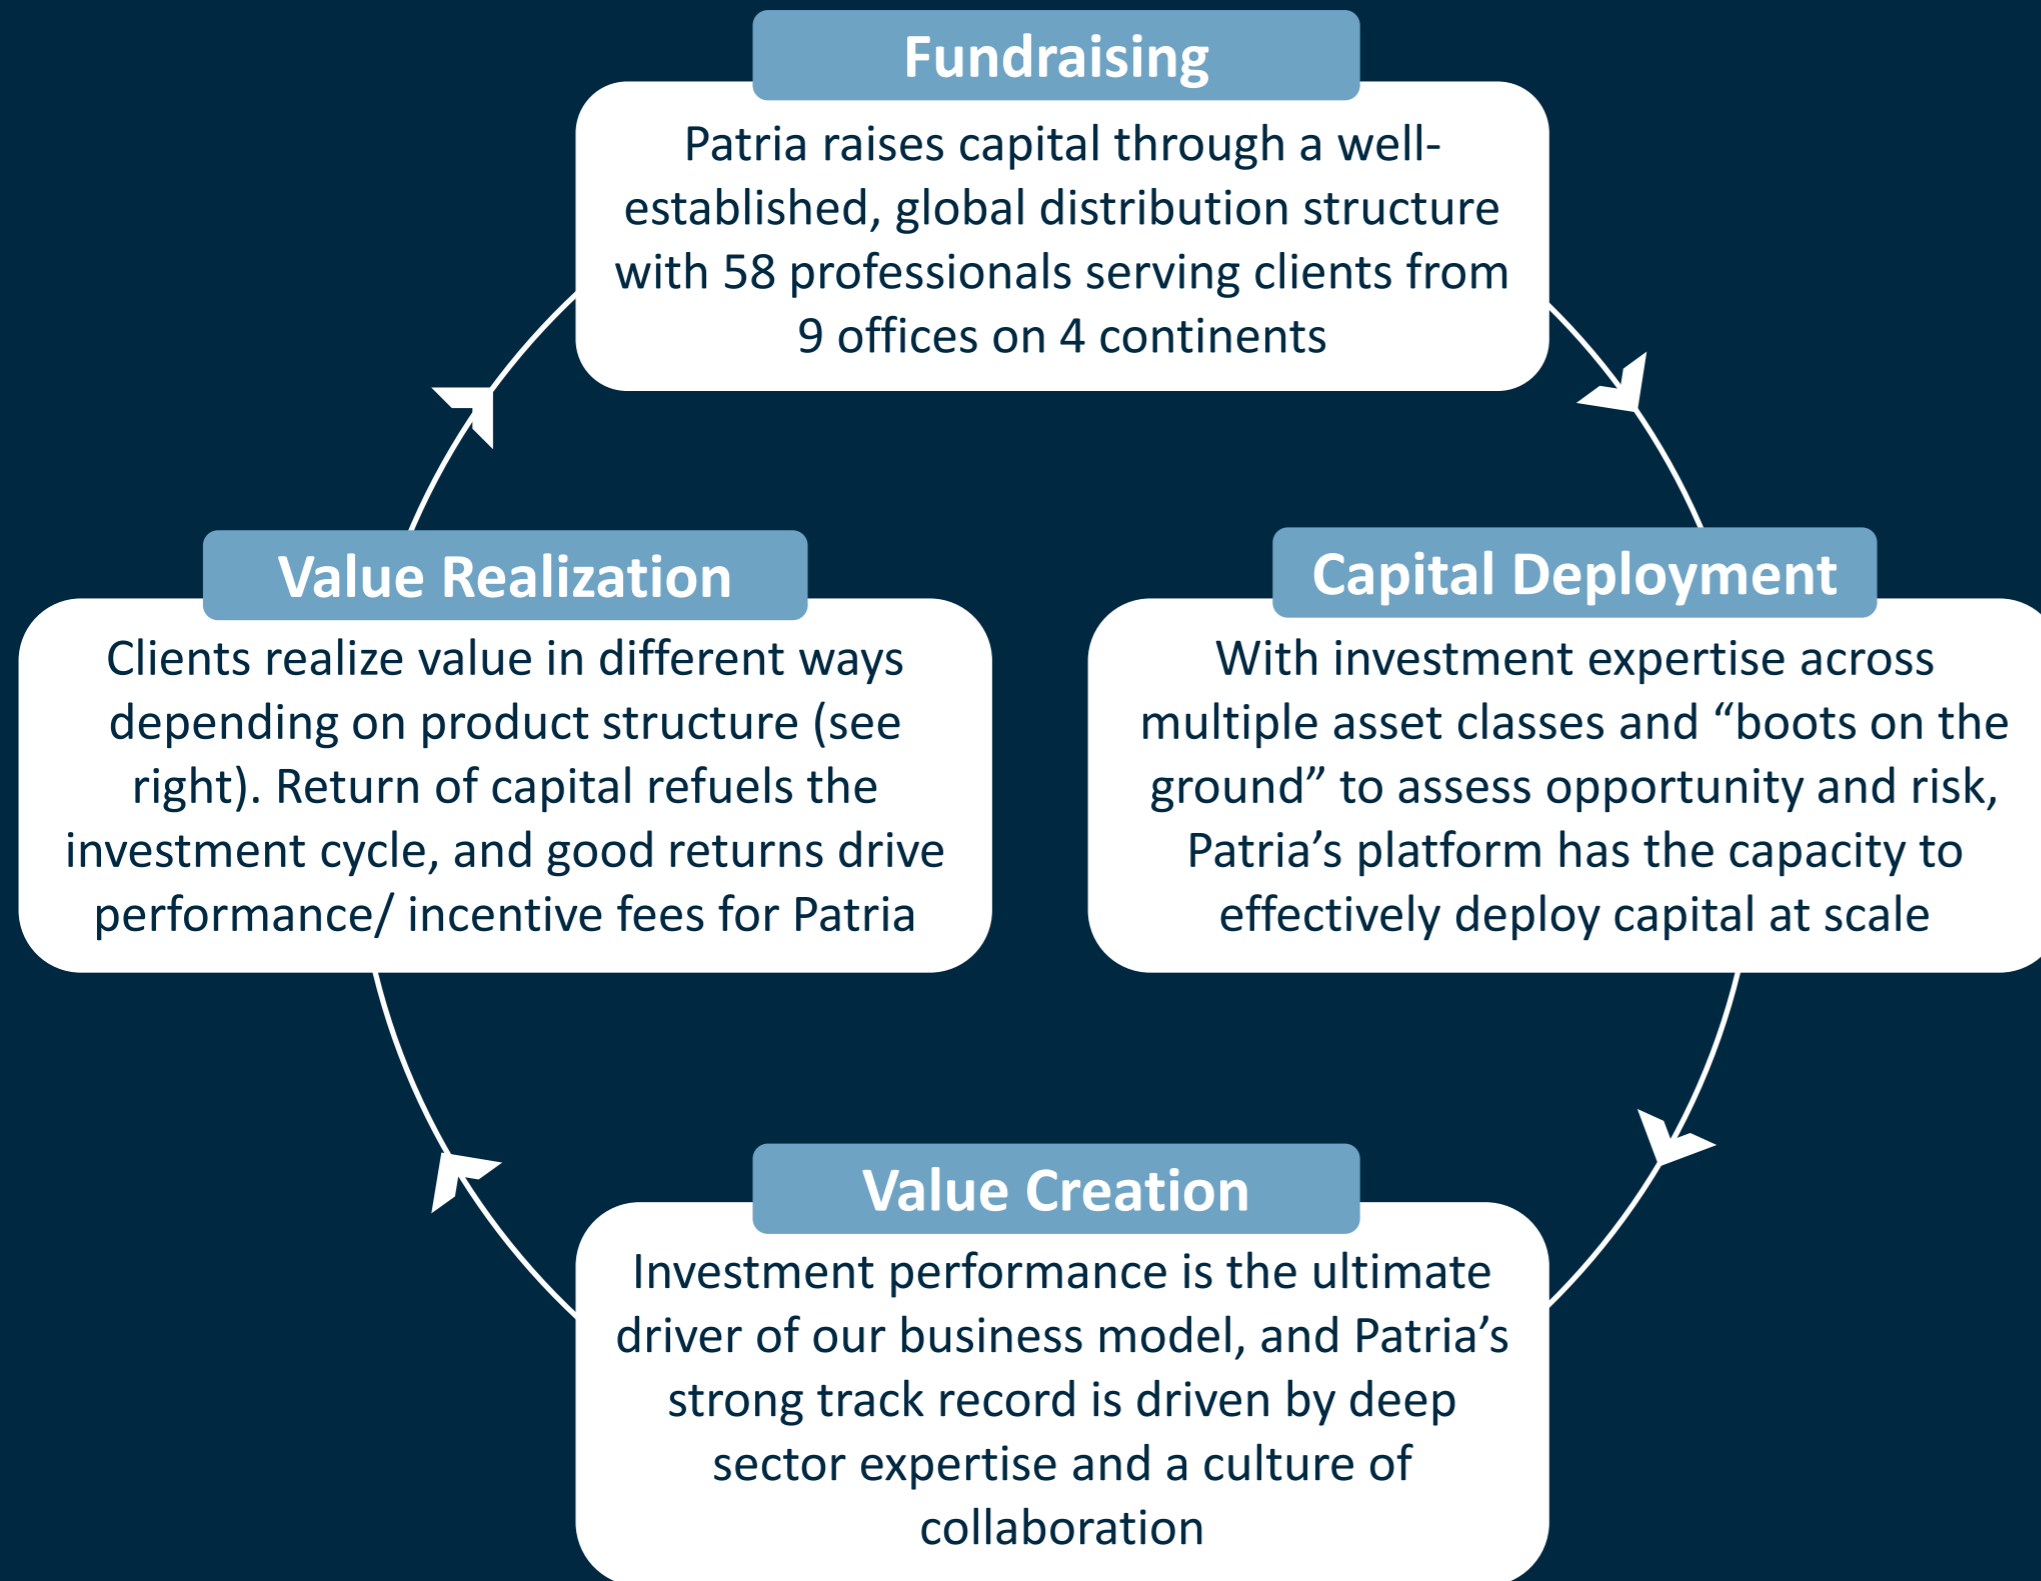 Fundraising
Patria raises capital through a well-
established, global distribution structure
with 58 professionals serving clients from
9 offices on 4 continents
Value Realization
Clients realize value in different ways
depending on product structure (see
right). Return of capital refuels the
investment cycle, and good returns drive
performance/ incentive fees for Patria
Capital Deployment
With investment expertise across
multiple asset classes and “boots on the
ground” to assess opportunity and risk,
Patria’s platform has the capacity to
effectively deploy capital at scale
Value Creation
Investment performance is the ultimate
driver of our business model, and Patria’s
strong track record is driven by deep
sector expertise and a culture of
collaboration